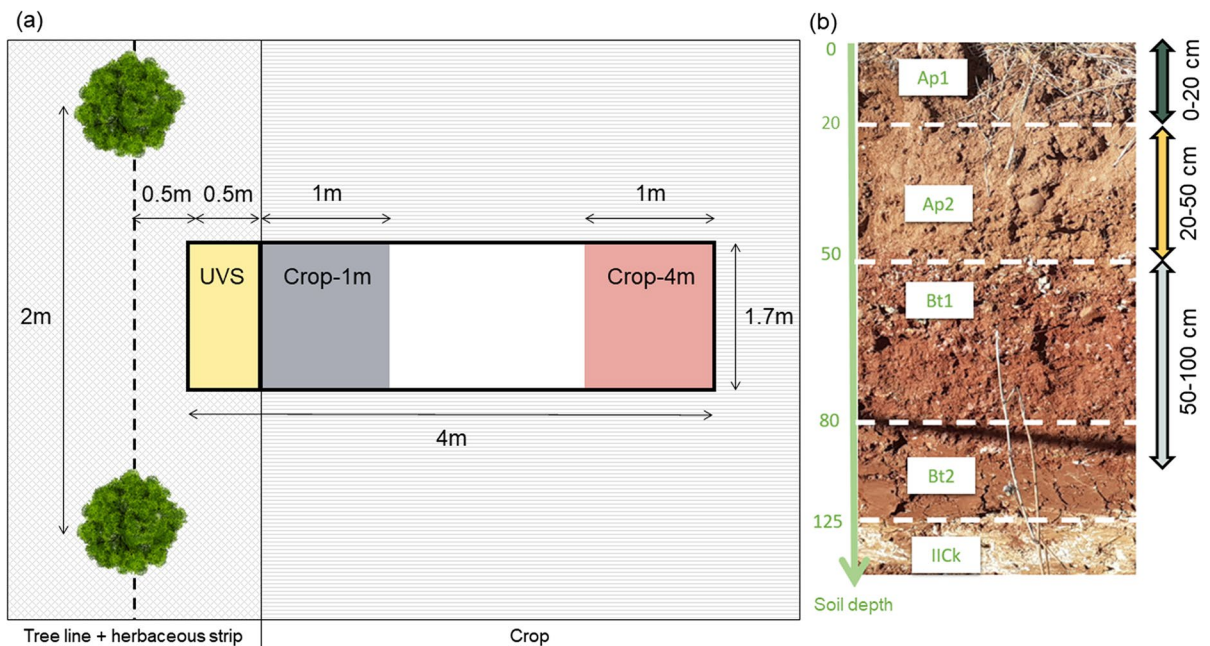 (a)
0.5m
0.5m
1m
1m
UVS
Crop-1m
Crop-4m
2m
1.7m
4m
Tree line + herbaceous strip
Crop
(b)
0
20
50
80
125
Soil depth
Ap1
Ap2
Bt1
Bt2
IICk
0-20 cm
20-50 cm
50-100 cm